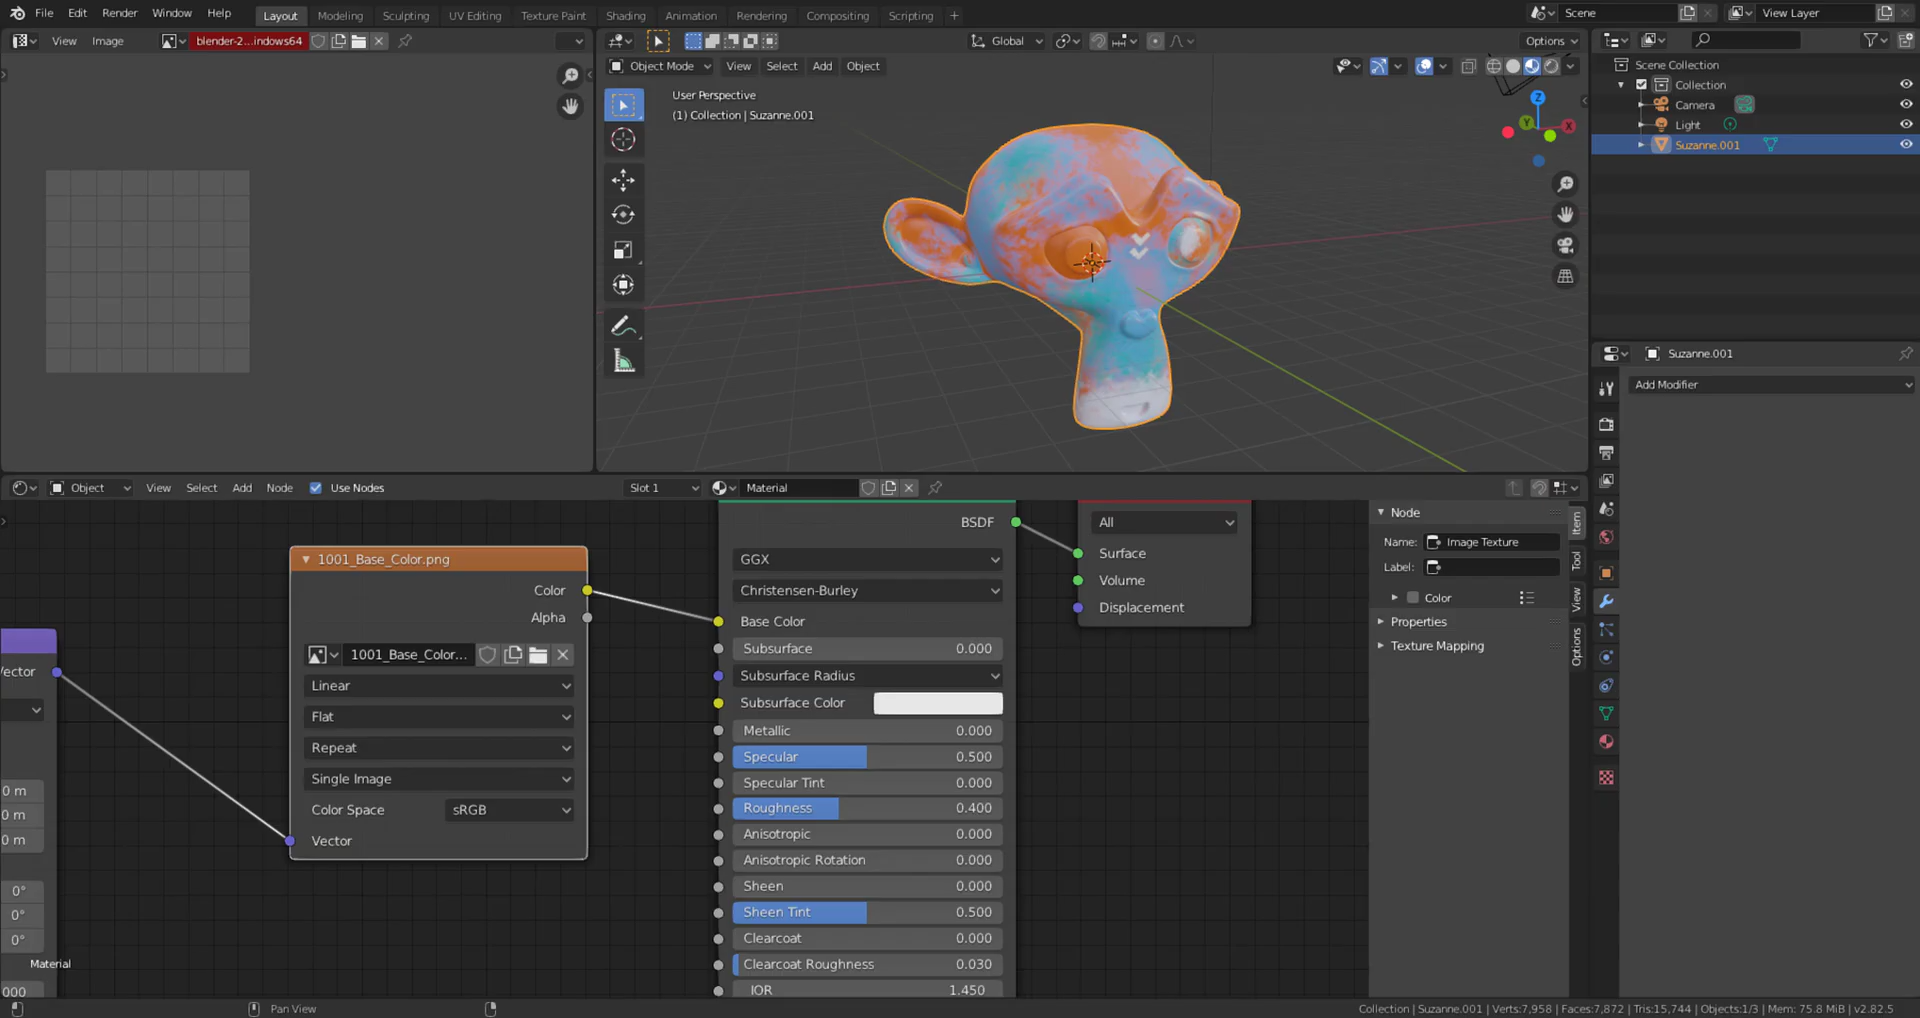 File Edit Render Window Help Layout Modeling Sculpting UV Editing Texture Paint Shading Animation Rendering Compositing Scripting + Scene View Layer
View Image blender-2...indows64
Global Options
Object Mode View Select Add Object
User Perspective
(1) Collection | Suzanne.001
Z
Y
X
Scene Collection
Collection
Camera
Light
Suzanne.001
Suzanne.001
Add Modifier
Object View Select Add Node Use Nodes Slot 1 Material
1001_Base_Color.png
Color
Alpha
1001_Base_Color...
Linear
Flat
Repeat
Single Image
Color Space sRGB
Vector
ector
0 m
0 m
0 m
0°
0°
0°
Material
000
BSDF
GGX
Christensen-Burley
Base Color
Subsurface 0.000
Subsurface Radius
Subsurface Color
Metallic 0.000
Specular 0.500
Specular Tint 0.000
Roughness 0.400
Anisotropic 0.000
Anisotropic Rotation 0.000
Sheen 0.000
Sheen Tint 0.500
Clearcoat 0.000
Clearcoat Roughness 0.030
IOR 1.450
All
Surface
Volume
Displacement
Node
Name: Image Texture
Label:
Color
Properties
Texture Mapping
Item
Tool
View
Options
Pan View
Collection | Suzanne.001 | Verts:7,958 | Faces:7,872 | Tris:15,744 | Objects:1/3 | Mem: 75.8 MiB | v2.82.5